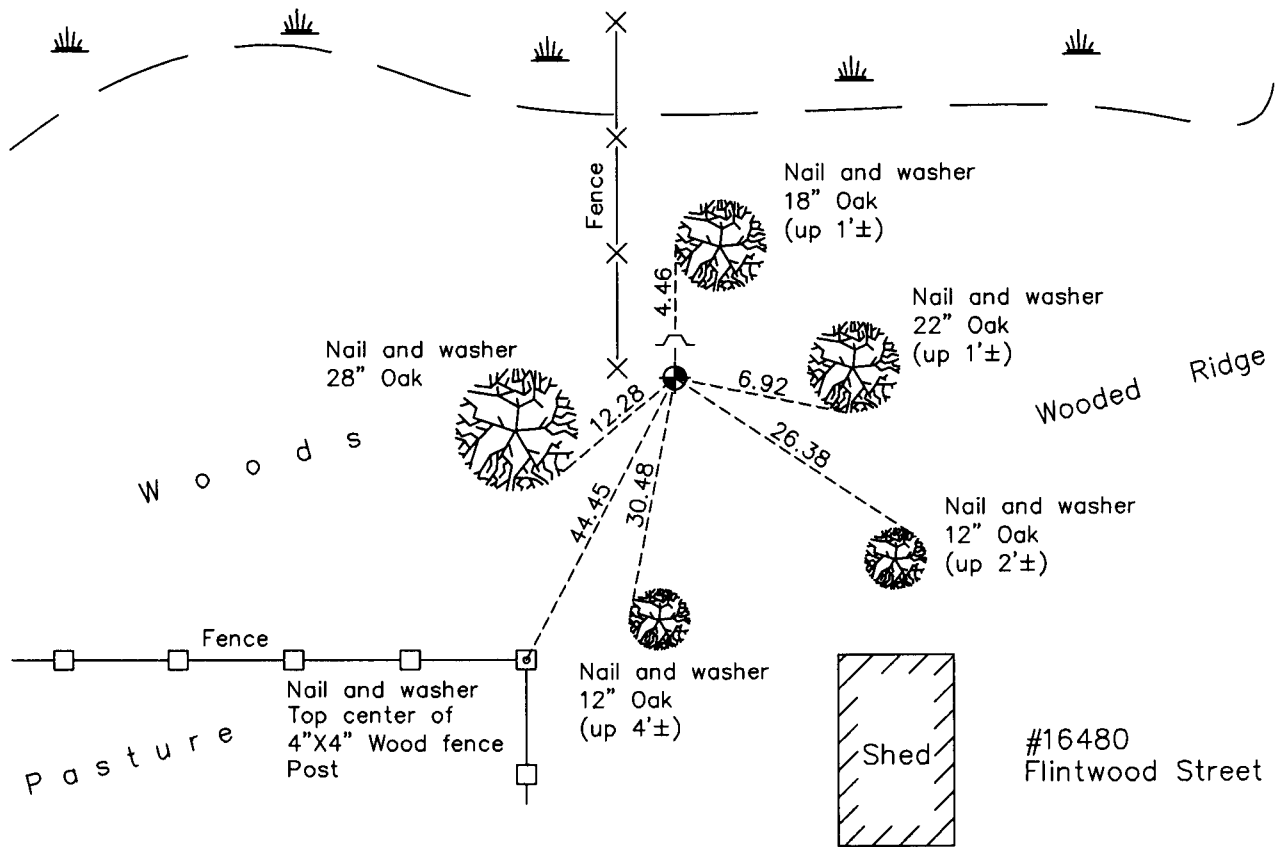 Nail and washer
18" Oak
(up 1'±)
Fence
4.46
Nail and washer
22" Oak
(up 1'±)
Nail and washer
28" Oak
6.92
12.28
Wooded Ridge
26.38
Woods
44.45
30.48
Nail and washer
12" Oak
(up 2'±)
Fence
Nail and washer
12" Oak
(up 4'±)
Nail and washer
Top center of
4"X4" Wood fence
Post
Pasture
Shed
#16480
Flintwood Street